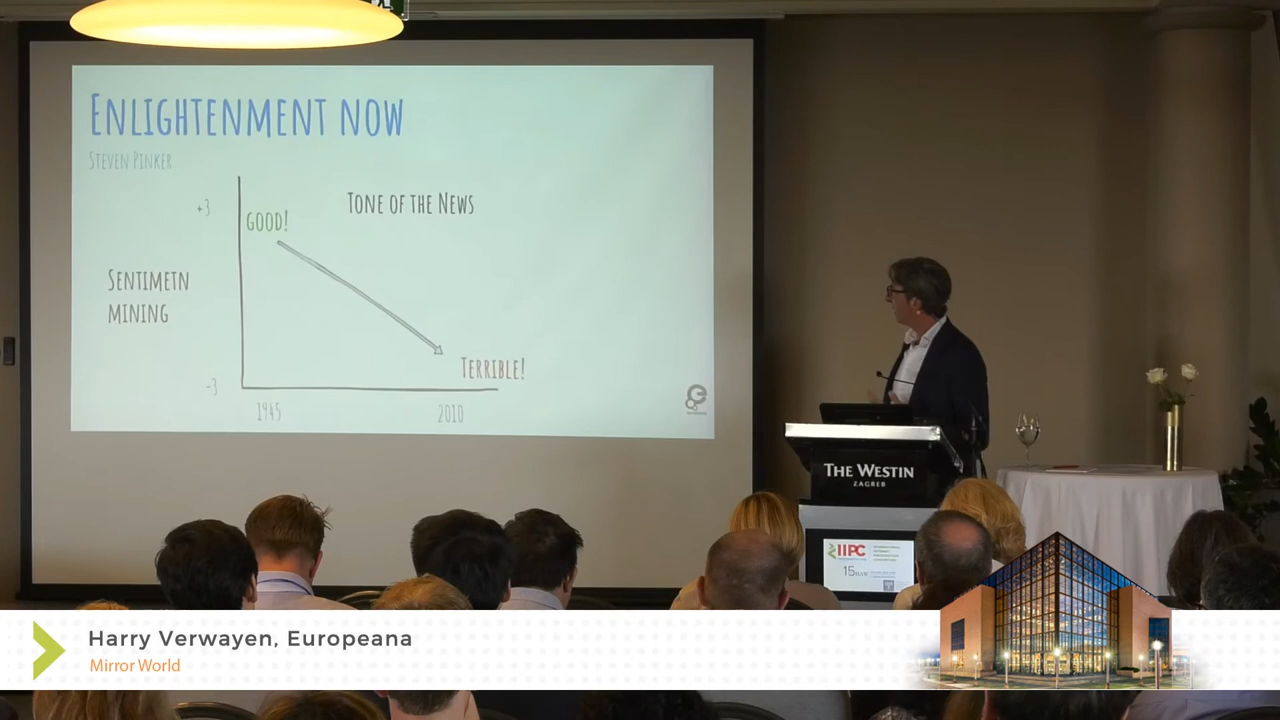 ENLIGHTENMENT NOW
STEVEN PINKER
+3
GOOD!
TONE OF THE NEWS
SENTIMETN
MINING
TERRIBLE!
-3
1945
2010
THE WESTIN
ZAGREB
IIPC
Harry Verwayen, Europeana
Mirror World